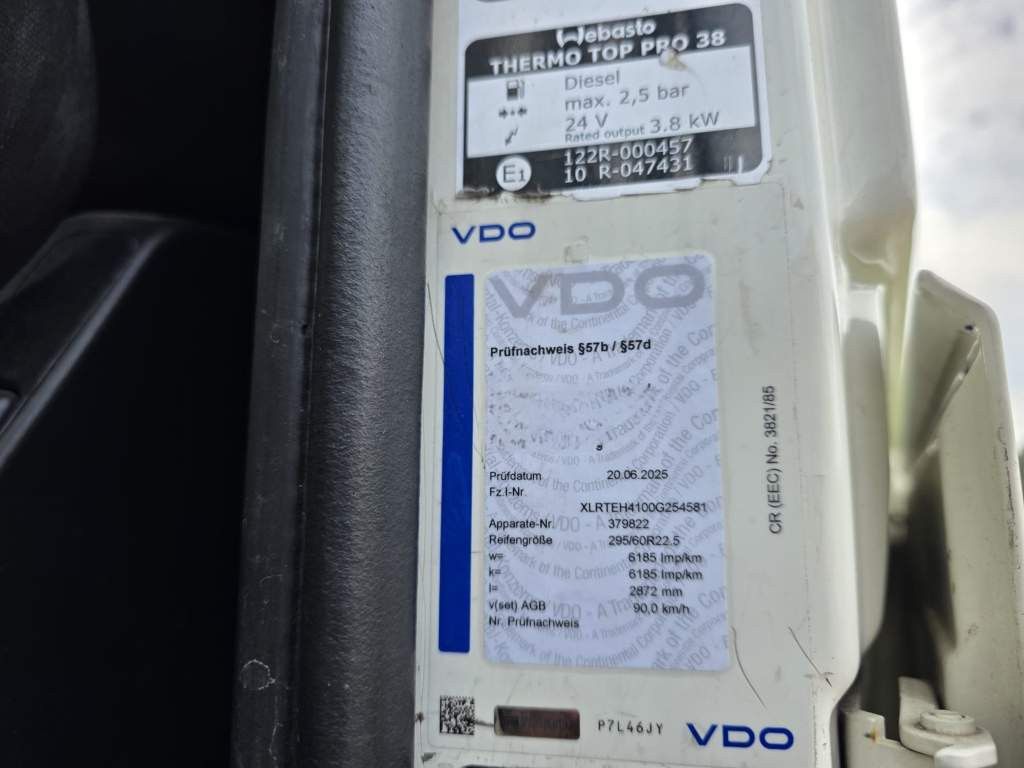 Webasto
THERMO TOP PRO 38
Diesel
max. 2,5 bar
24 V
Rated output 3.8 kW
E1
122R-000457
10 R-047431
VDO
VDO
Prüfnachweis §57b / §57d
Prüfdatum 20.06.2025
Fz.I-Nr.
XLRTEH4100G254581
Apparate-Nr. 379822
Reifengröße 295/60R22.5
w= 6185 Imp/km
k= 6185 Imp/km
l= 2872 mm
v(set) AGB 90,0 km/h
Nr. Prüfnachweis
CR (EEC) No. 3821/85
P7L46JY
VDO